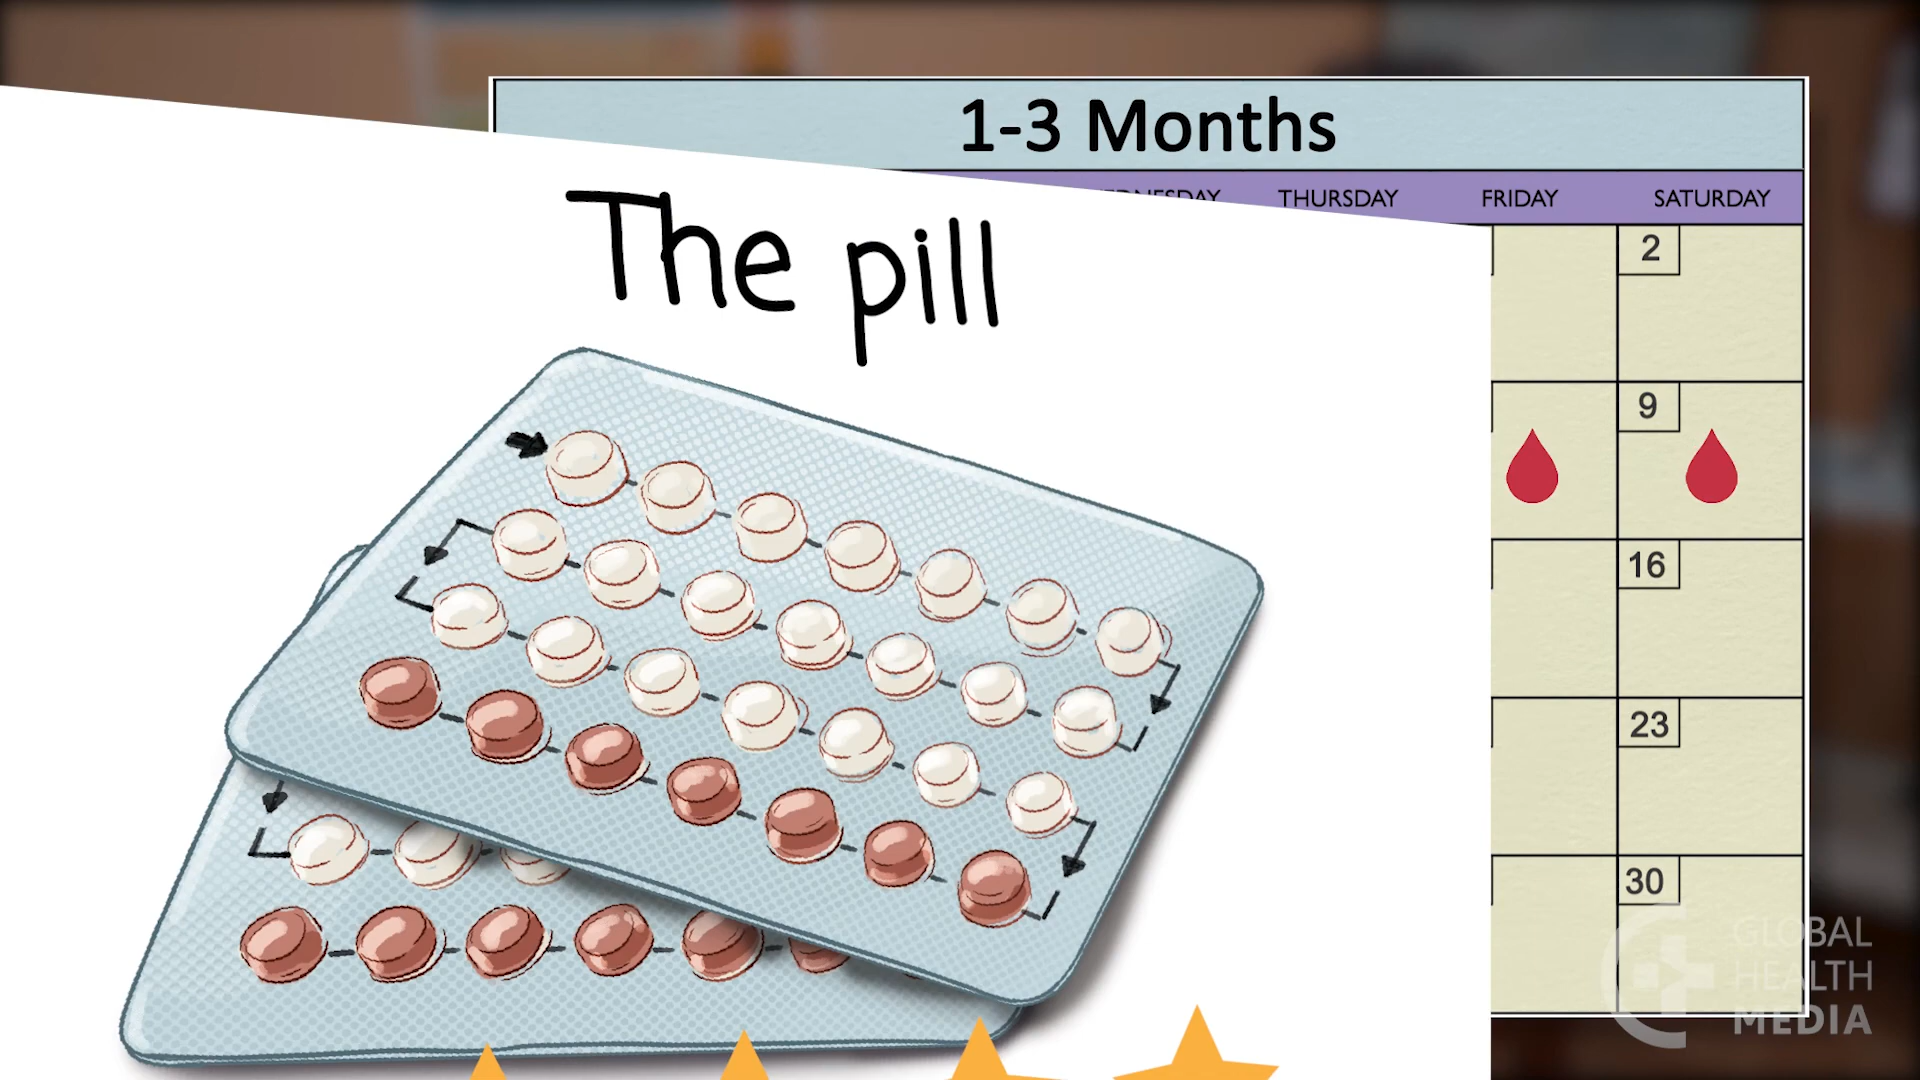 1-3 Months
THURSDAY FRIDAY SATURDAY
The pill
2
9
16
23
30
GLOBAL
HEALTH
MEDIA